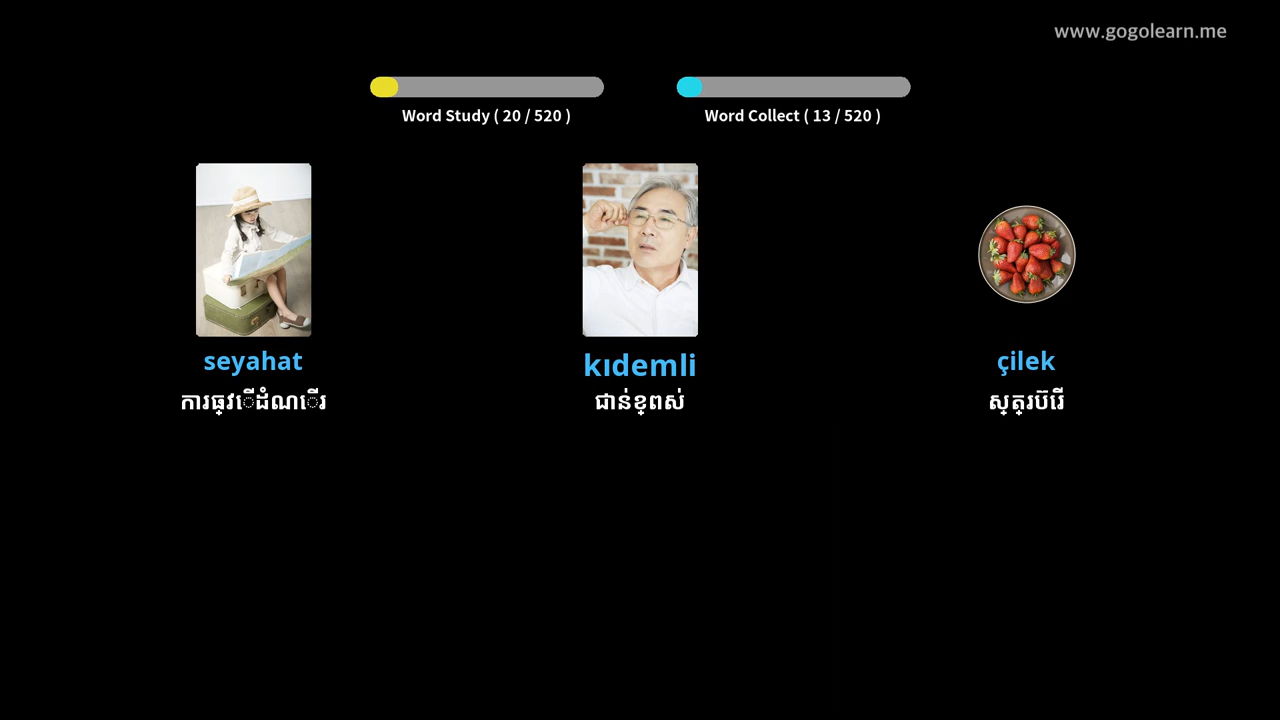 www.gogolearn.me
Word Study ( 20 / 520 )
Word Collect ( 13 / 520 )
seyahat
kıdemli
çilek
ការធ្វើដំណើរ
ជាន់ខ្ពស់
ស្ត្របឺរី